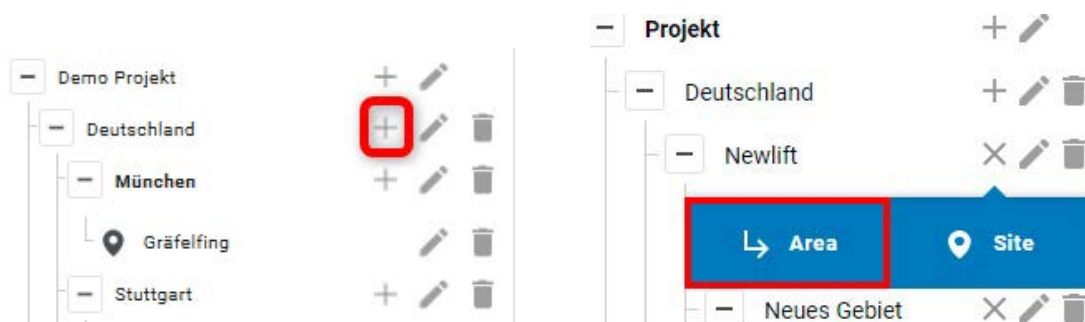 Demo Projekt
Deutschland
München
Gräfelfing
Stuttgart
Projekt
Deutschland
Newlift
Area
Site
Neues Gebiet